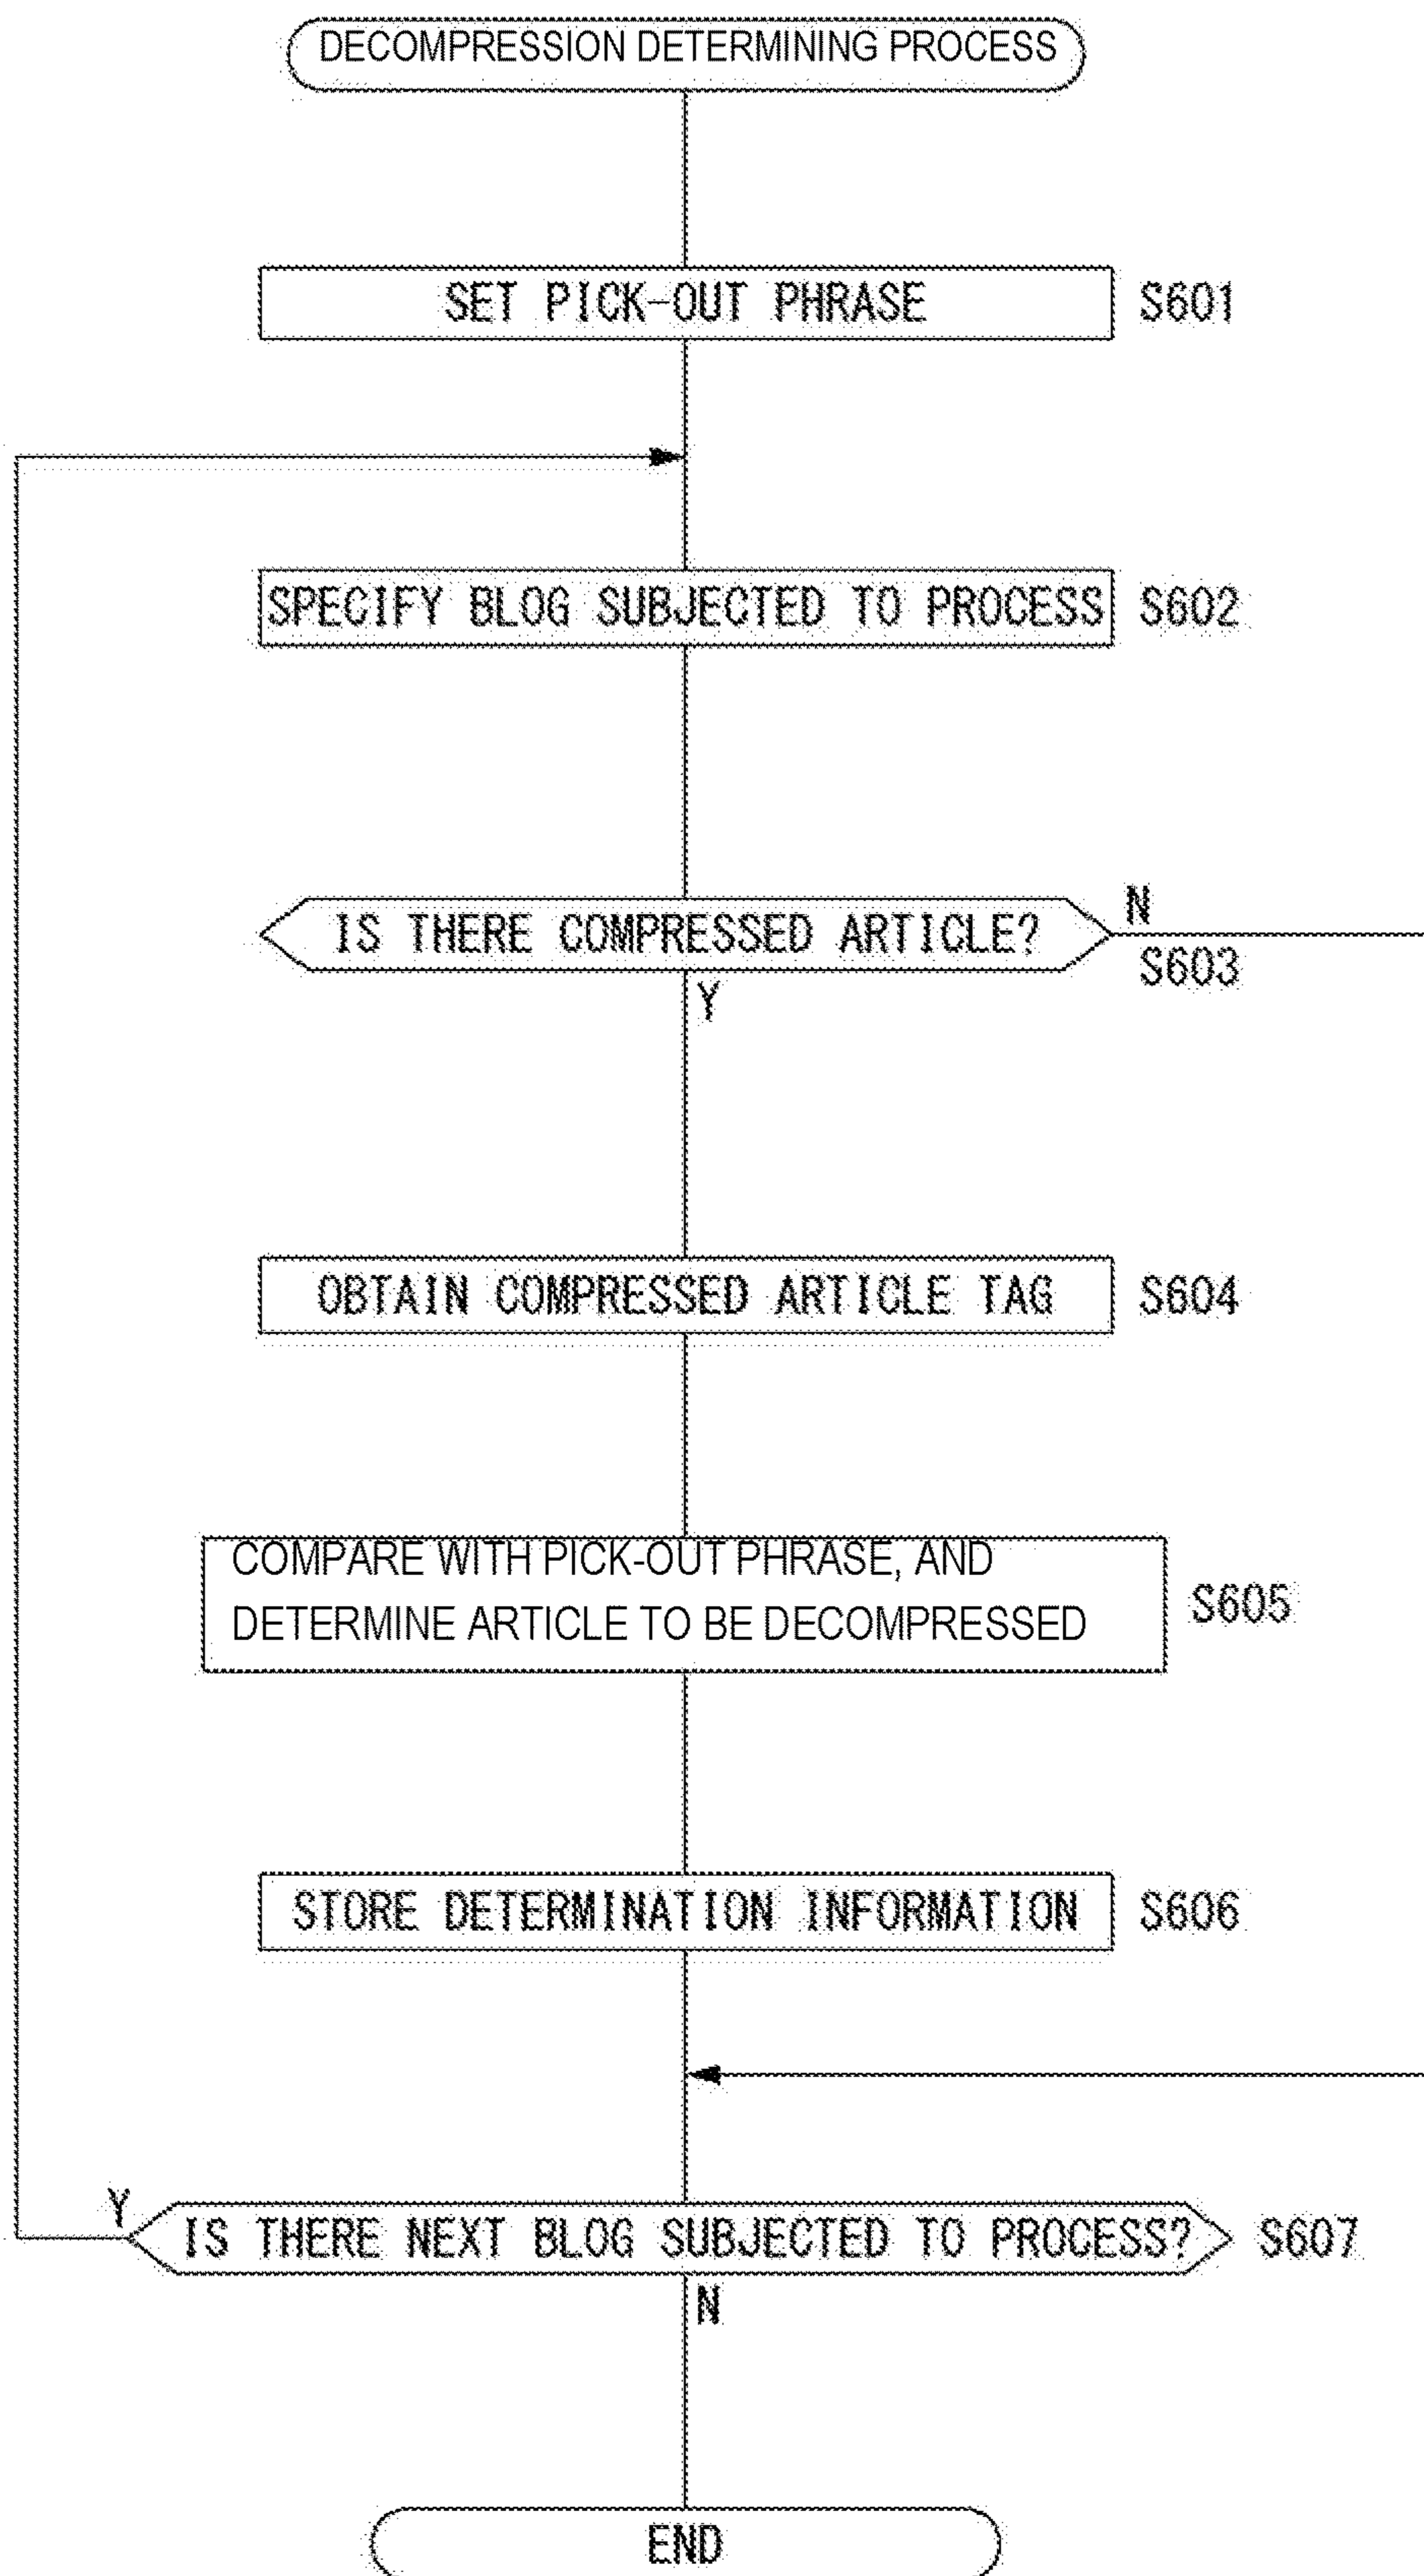 DECOMPRESSION DETERMINING PROCESS
SET PICK-OUT PHRASE S601
SPECIFY BLOG SUBJECTED TO PROCESS S602
IS THERE COMPRESSED ARTICLE? N
S603
Y
OBTAIN COMPRESSED ARTICLE TAG S604
COMPARE WITH PICK-OUT PHRASE, AND
DETERMINE ARTICLE TO BE DECOMPRESSED S605
STORE DETERMINATION INFORMATION S606
Y
IS THERE NEXT BLOG SUBJECTED TO PROCESS? S607
N
END